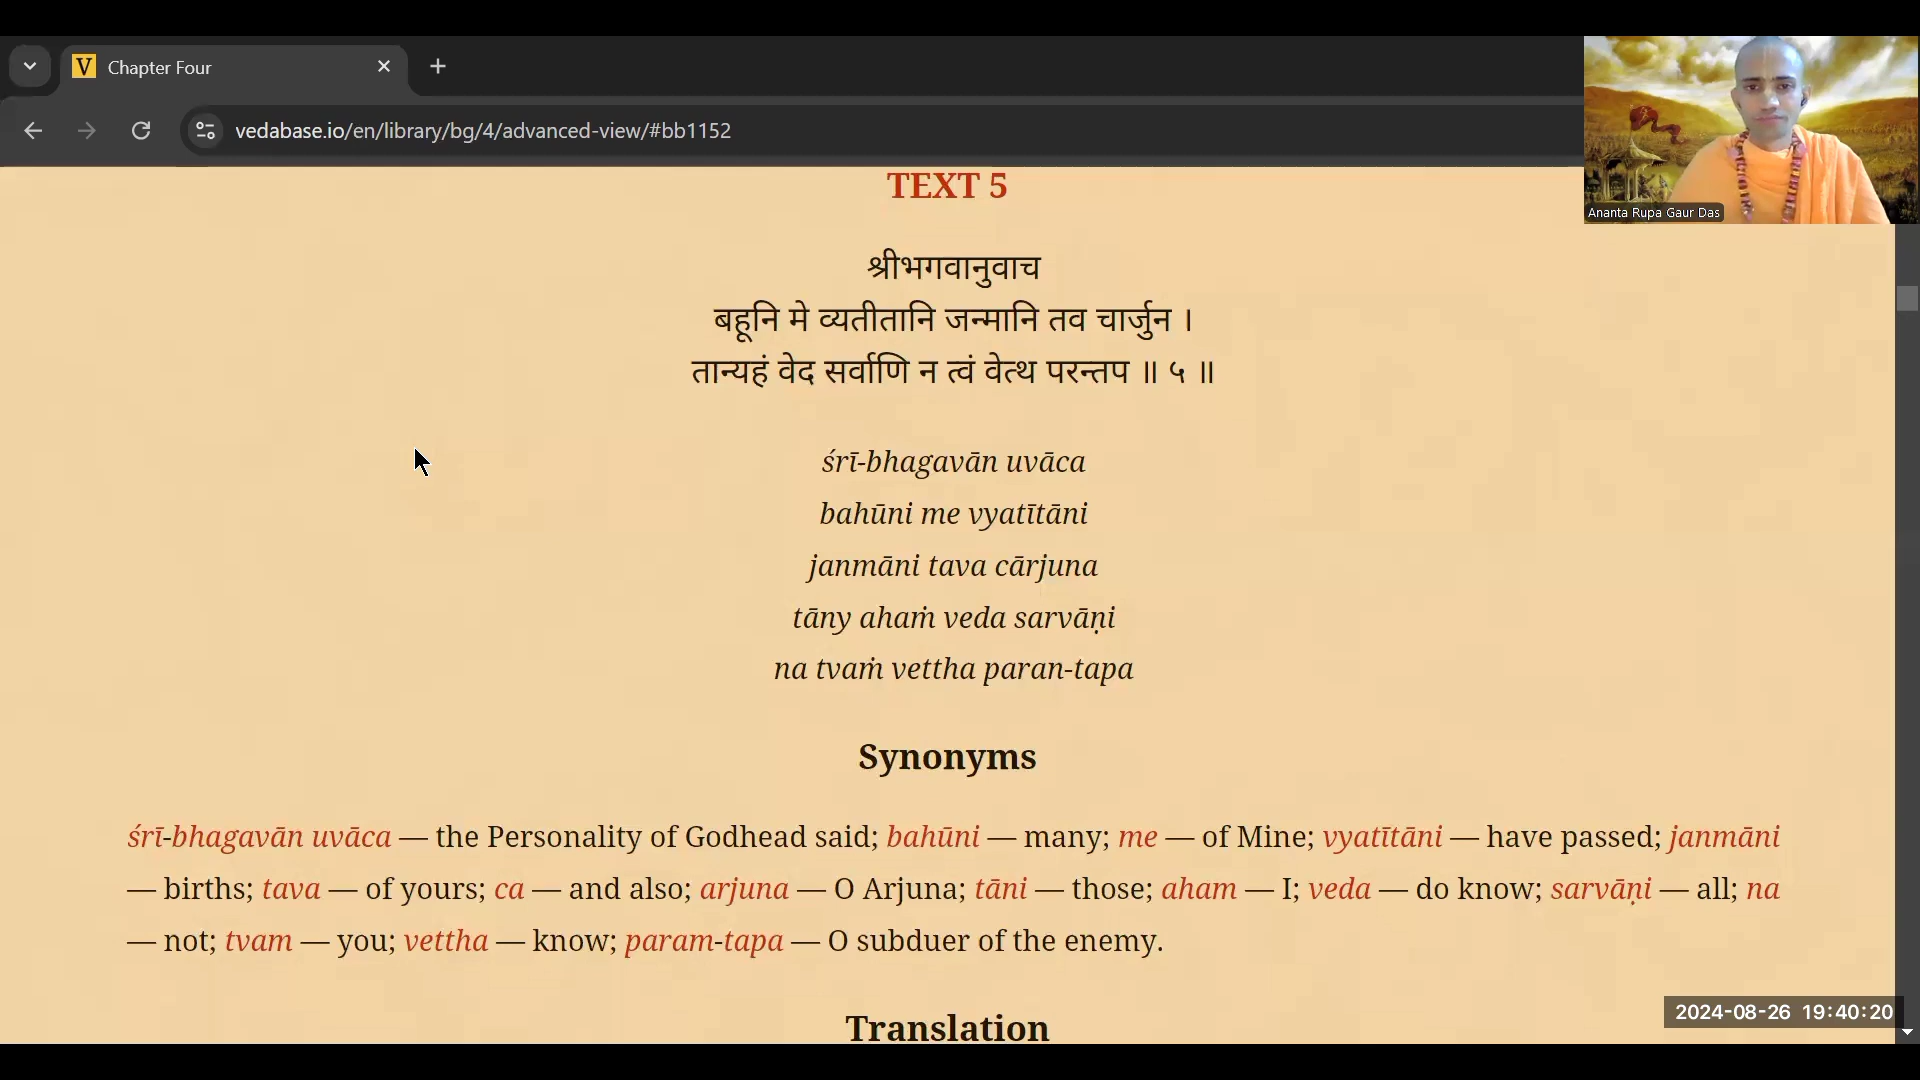 V Chapter Four
vedabase.io/en/library/bg/4/advanced-view/#bb1152
Ananta Rupa Gaur Das
TEXT 5
श्रीभगवानुवाच
बहूनि मे व्यतीतानि जन्मानि तव चार्जुन ।
तान्यहं वेद सर्वाणि न त्वं वेत्थ परन्तप ॥ ५ ॥
śrī-bhagavān uvāca
bahūni me vyatītāni
janmāni tava cārjuna
tāny ahaṁ veda sarvāṇi
na tvaṁ vettha paran-tapa
Synonyms
śrī-bhagavān uvāca — the Personality of Godhead said; bahūni — many; me — of Mine; vyatītāni — have passed; janmāni
— births; tava — of yours; ca — and also; arjuna — O Arjuna; tāni — those; aham — I; veda — do know; sarvāṇi — all; na
— not; tvam — you; vettha — know; param-tapa — O subduer of the enemy.
Translation
2024-08-26 19:40:20